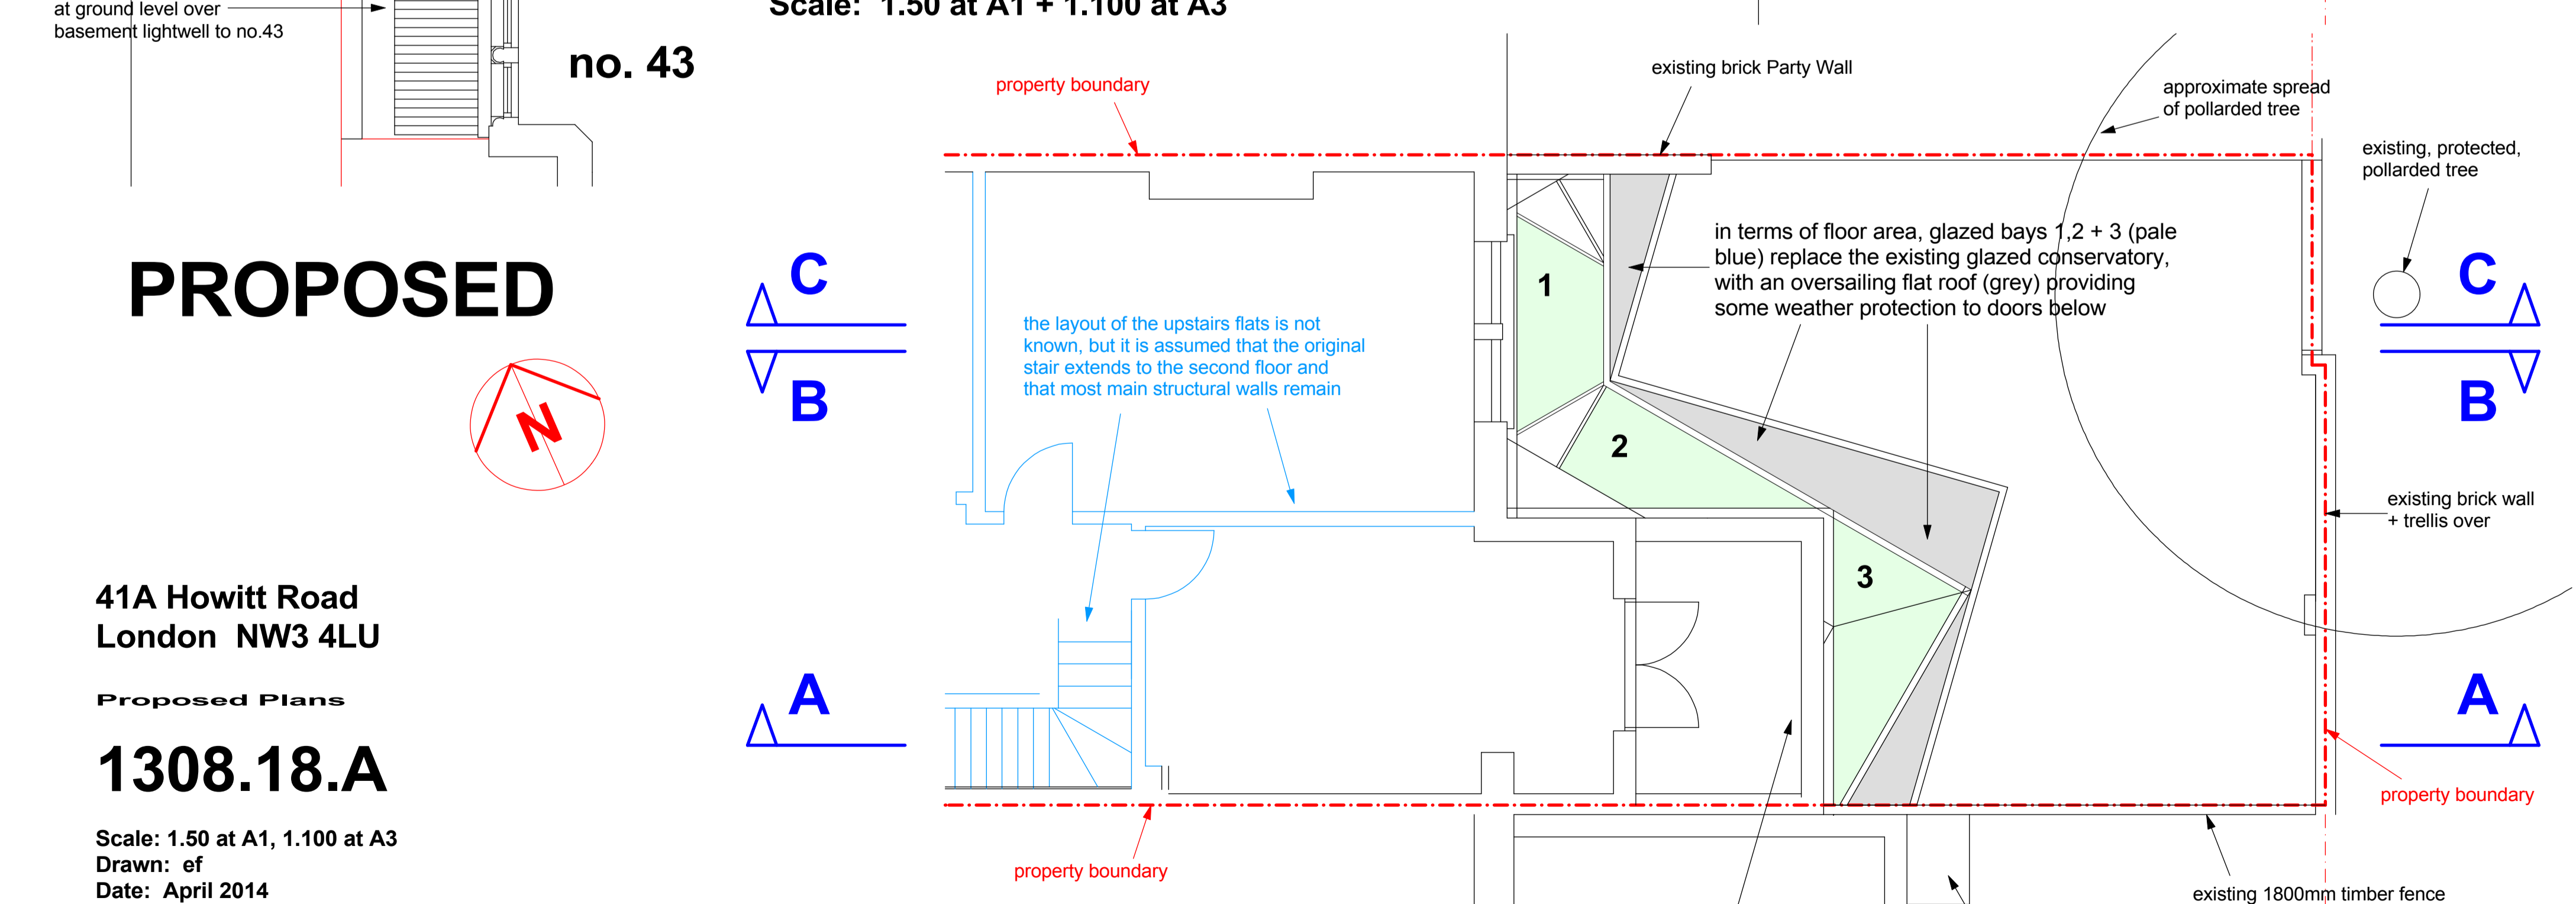 at ground level over
basement lightwell to no.43
no. 43
Scale: 1.50 at A1 + 1.100 at A3
property boundary
existing brick Party Wall
approximate spread
of pollarded tree
existing, protected,
pollarded tree
PROPOSED
N
C
B
the layout of the upstairs flats is not
known, but it is assumed that the original
stair extends to the second floor and
that most main structural walls remain
1
2
3
in terms of floor area, glazed bays 1,2 + 3 (pale
blue) replace the existing glazed conservatory,
with an oversailing flat roof (grey) providing
some weather protection to doors below
C
B
existing brick wall
+ trellis over
41A Howitt Road
London NW3 4LU
Proposed Plans
1308.18.A
Scale: 1.50 at A1, 1.100 at A3
Drawn: ef
Date: April 2014
A
A
property boundary
property boundary
existing 1800mm timber fence